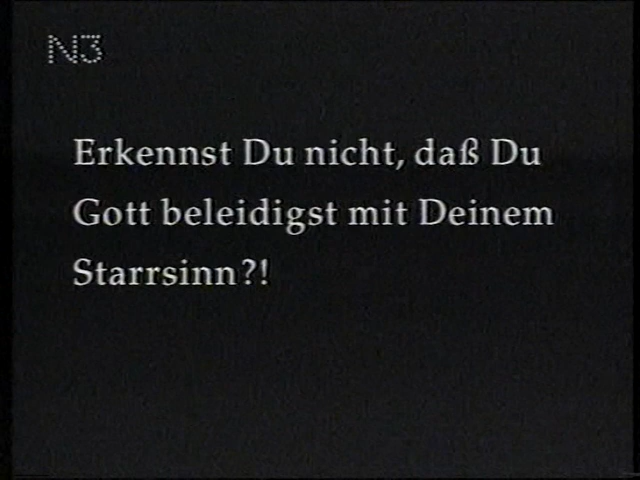 N3
Erkennst Du nicht, daß Du
Gott beleidigst mit Deinem
Starrsinn?!